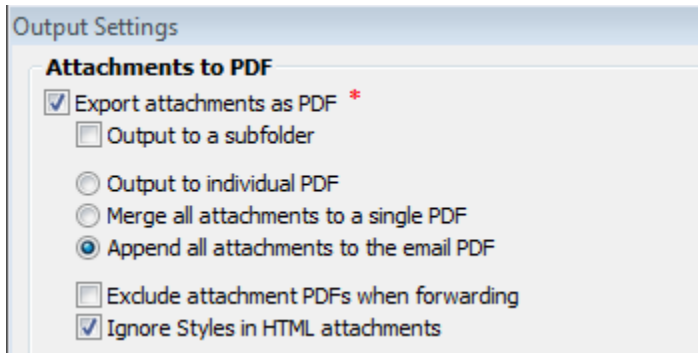 Output Settings
Attachments to PDF
Export attachments as PDF *
Output to a subfolder
Output to individual PDF
Merge all attachments to a single PDF
Append all attachments to the email PDF
Exclude attachment PDFs when forwarding
Ignore Styles in HTML attachments